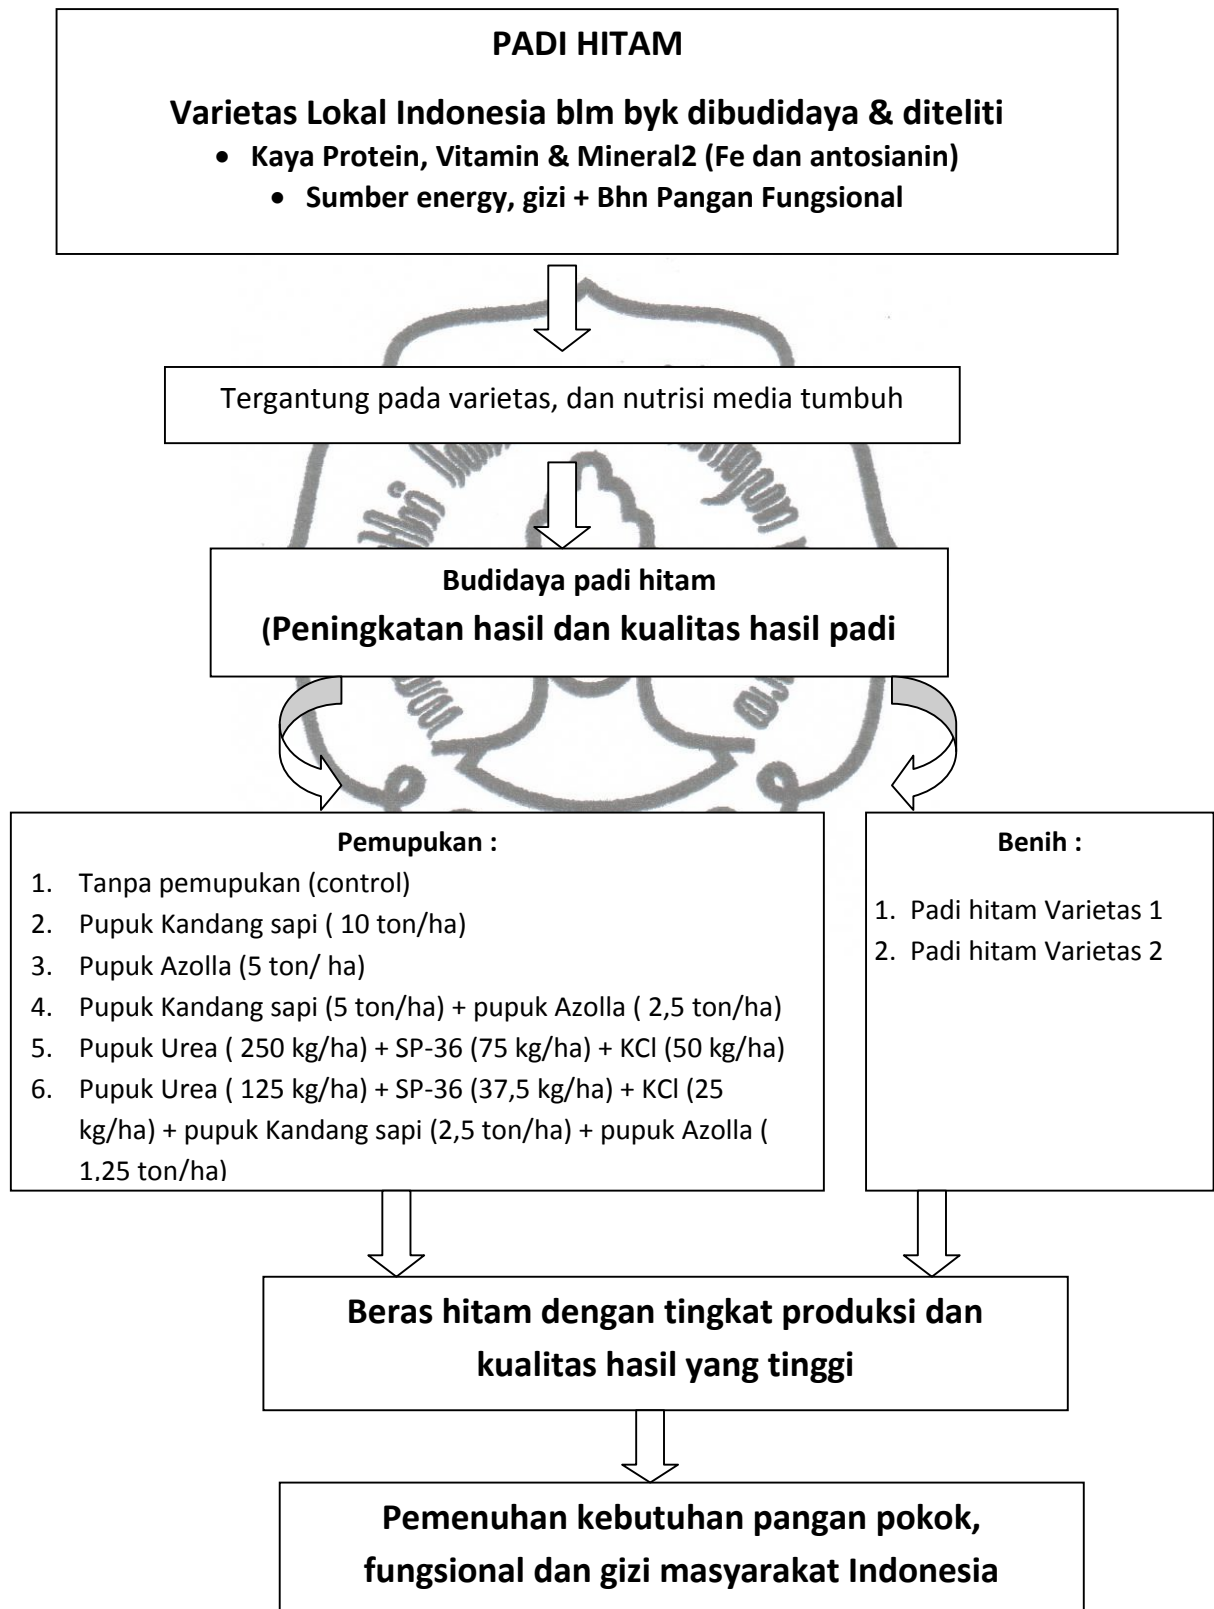 PADI HITAM
Varietas Lokal Indonesia blm byk dibudidaya & diteliti
• Kaya Protein, Vitamin & Mineral2 (Fe dan antosianin)
• Sumber energy, gizi + Bhn Pangan Fungsional
Tergantung pada varietas, dan nutrisi media tumbuh
Budidaya padi hitam
(Peningkatan hasil dan kualitas hasil padi
Pemupukan :
1. Tanpa pemupukan (control)
2. Pupuk Kandang sapi ( 10 ton/ha)
3. Pupuk Azolla (5 ton/ ha)
4. Pupuk Kandang sapi (5 ton/ha) + pupuk Azolla ( 2,5 ton/ha)
5. Pupuk Urea ( 250 kg/ha) + SP-36 (75 kg/ha) + KCl (50 kg/ha)
6. Pupuk Urea ( 125 kg/ha) + SP-36 (37,5 kg/ha) + KCl (25
kg/ha) + pupuk Kandang sapi (2,5 ton/ha) + pupuk Azolla (
1,25 ton/ha)
Benih :
1. Padi hitam Varietas 1
2. Padi hitam Varietas 2
Beras hitam dengan tingkat produksi dan
kualitas hasil yang tinggi
Pemenuhan kebutuhan pangan pokok,
fungsional dan gizi masyarakat Indonesia